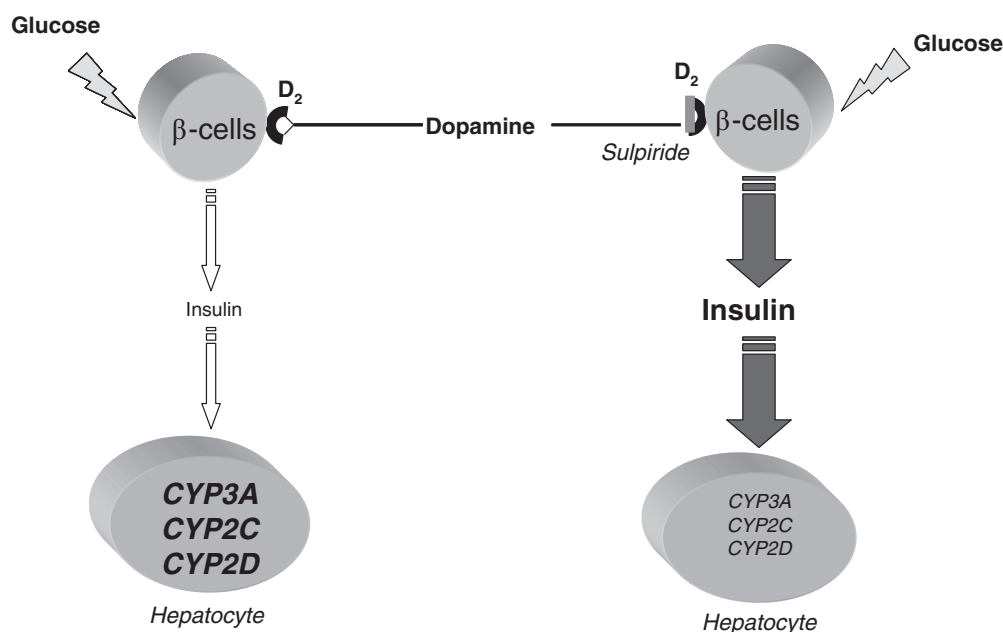 Glucose
β-cells
D2
Dopamine
Sulpiride
D2
β-cells
Glucose
Insulin
Insulin
CYP3A
CYP2C
CYP2D
Hepatocyte
CYP3A
CYP2C
CYP2D
Hepatocyte